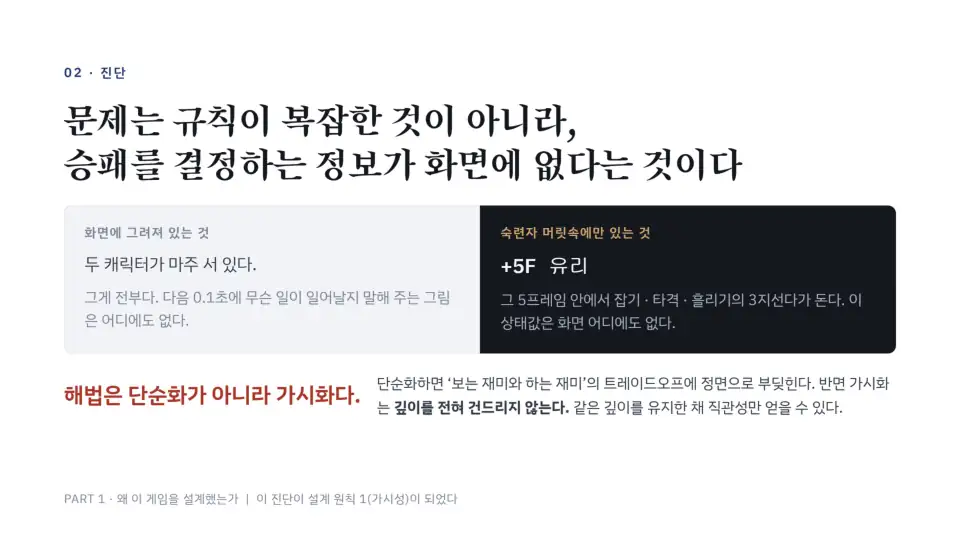 02 · 진단
문제는 규칙이 복잡한 것이 아니라,
승패를 결정하는 정보가 화면에 없다는 것이다
화면에 그려져 있는 것
두 캐릭터가 마주 서 있다.
그게 전부다. 다음 0.1초에 무슨 일이 일어날지 말해 주는 그림
은 어디에도 없다.
숙련자 머릿속에만 있는 것
+5F 유리
그 5프레임 안에서 잡기 · 타격 · 흘리기의 3지선다가 돈다. 이
상태값은 화면 어디에도 없다.
해법은 단순화가 아니라 가시화다.
단순화하면 ‘보는 재미와 하는 재미’의 트레이드오프에 정면으로 부딪힌다. 반면 가시화
는 깊이를 전혀 건드리지 않는다. 같은 깊이를 유지한 채 직관성만 얻을 수 있다.
PART 1 · 왜 이 게임을 설계했는가 | 이 진단이 설계 원칙 1(가시성)이 되었다